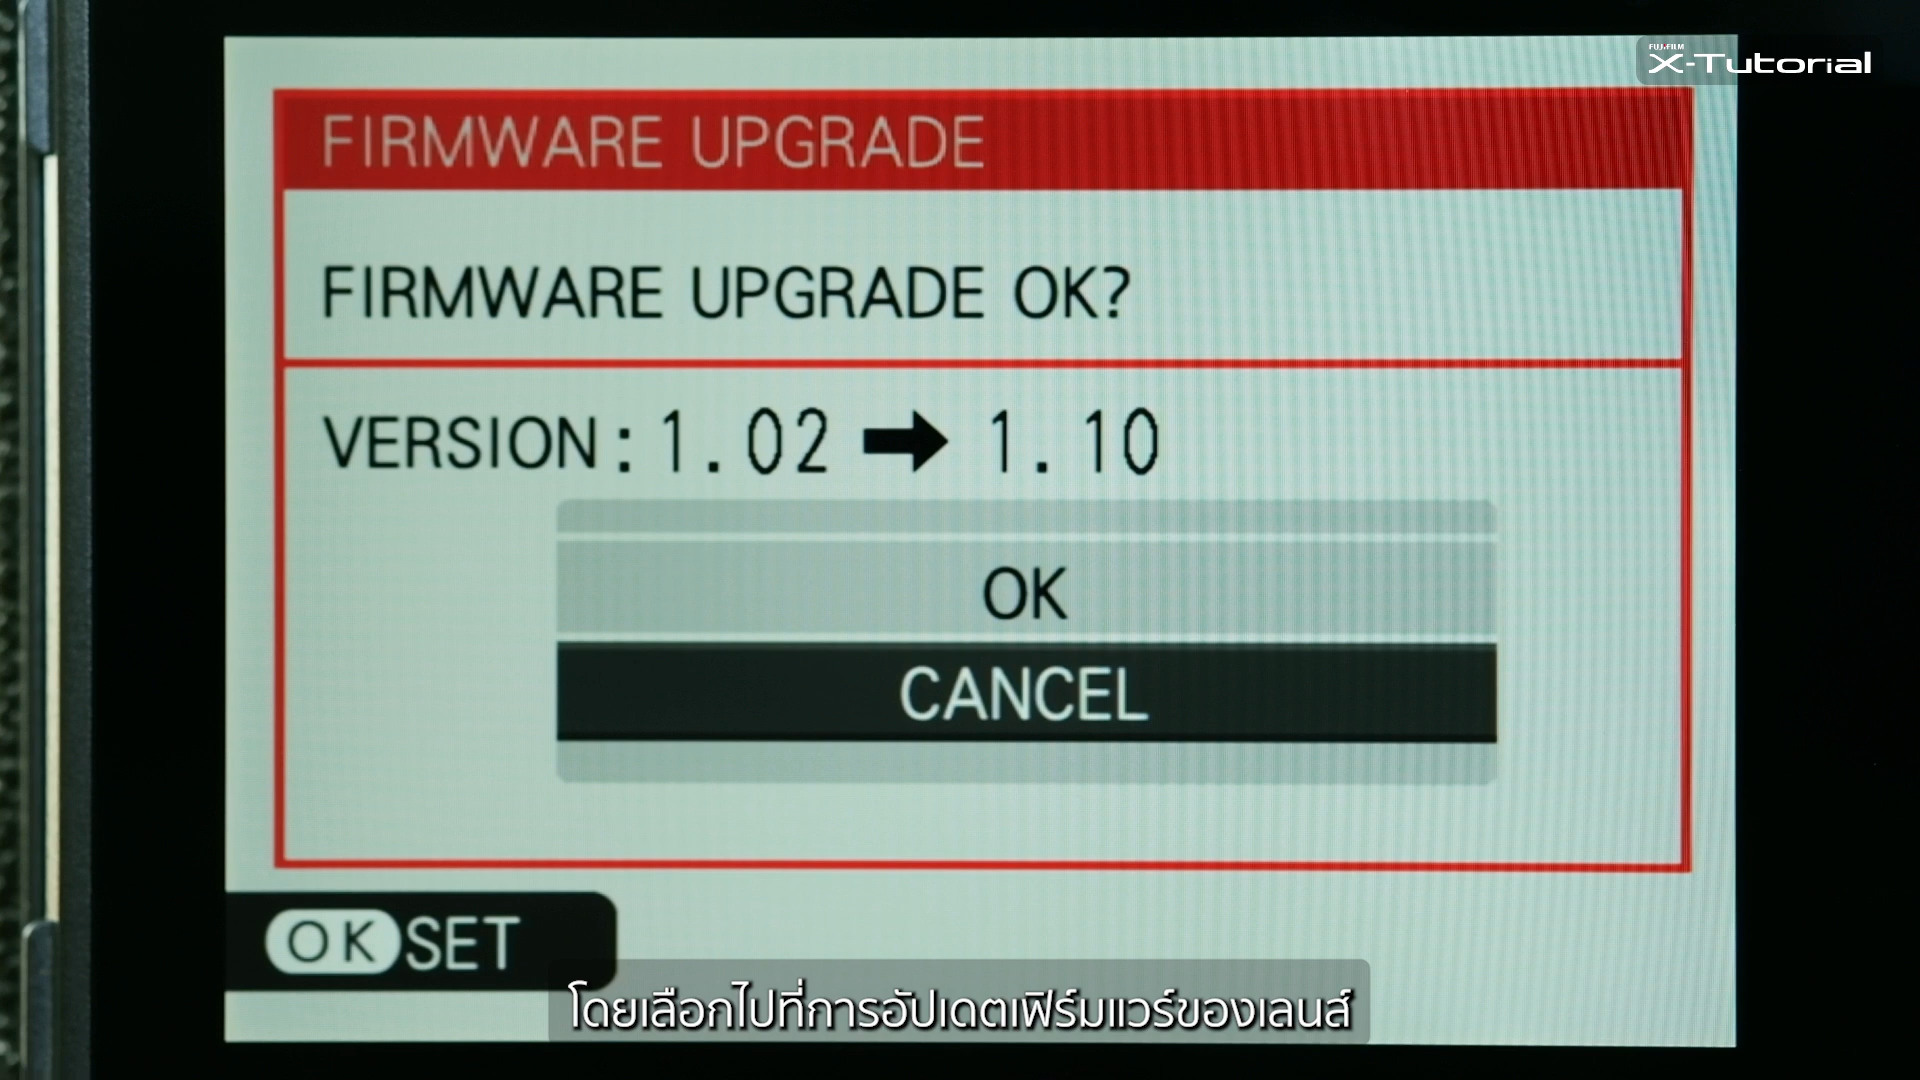 FUJIFILM
X-Tutorial
FIRMWARE UPGRADE
FIRMWARE UPGRADE OK?
VERSION : 1.02 → 1.10
OK
CANCEL
OK SET
โดยเลือกไปที่การอัปเดตเฟิร์มแวร์ของเลนส์